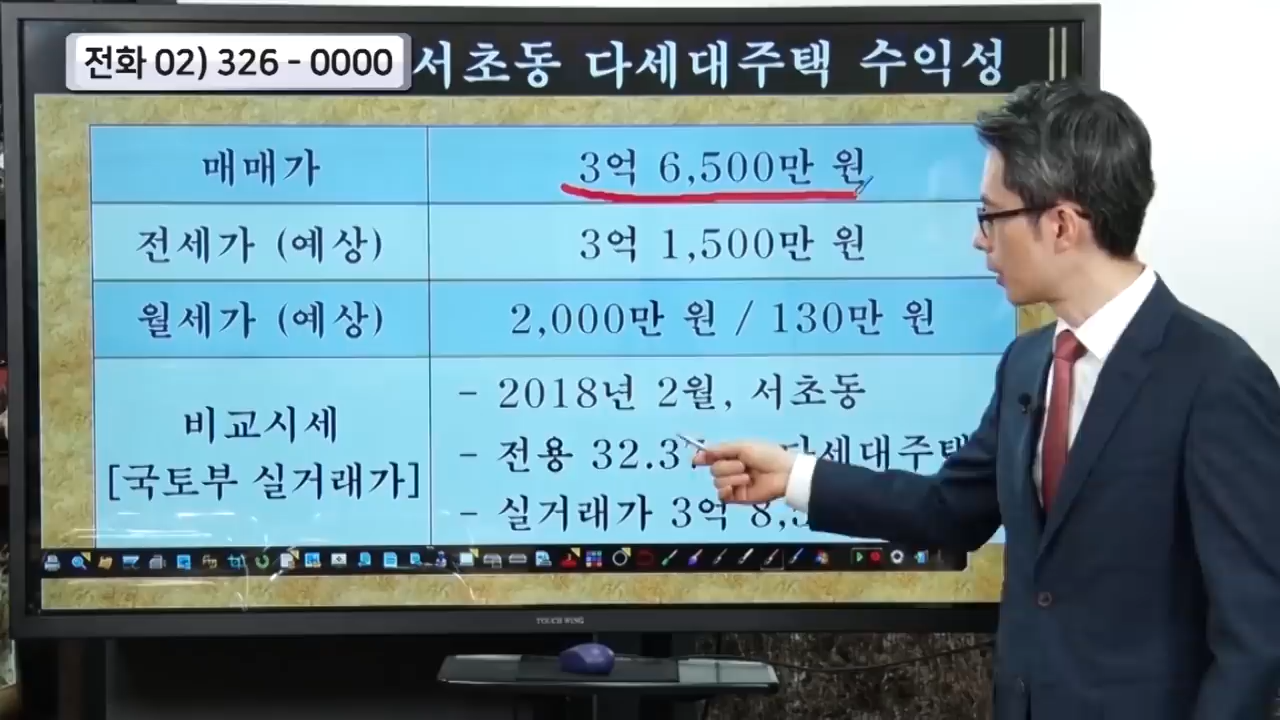 전화 02) 326 - 0000
서초동 다세대주택 수익성
매매가 3억 6,500만 원
전세가 (예상) 3억 1,500만 원
월세가 (예상) 2,000만 원 / 130만 원
비교시세
[국토부 실거래가]
- 2018년 2월, 서초동
- 전용 다세대주택
- 실거래가 3억
TOUCH WING